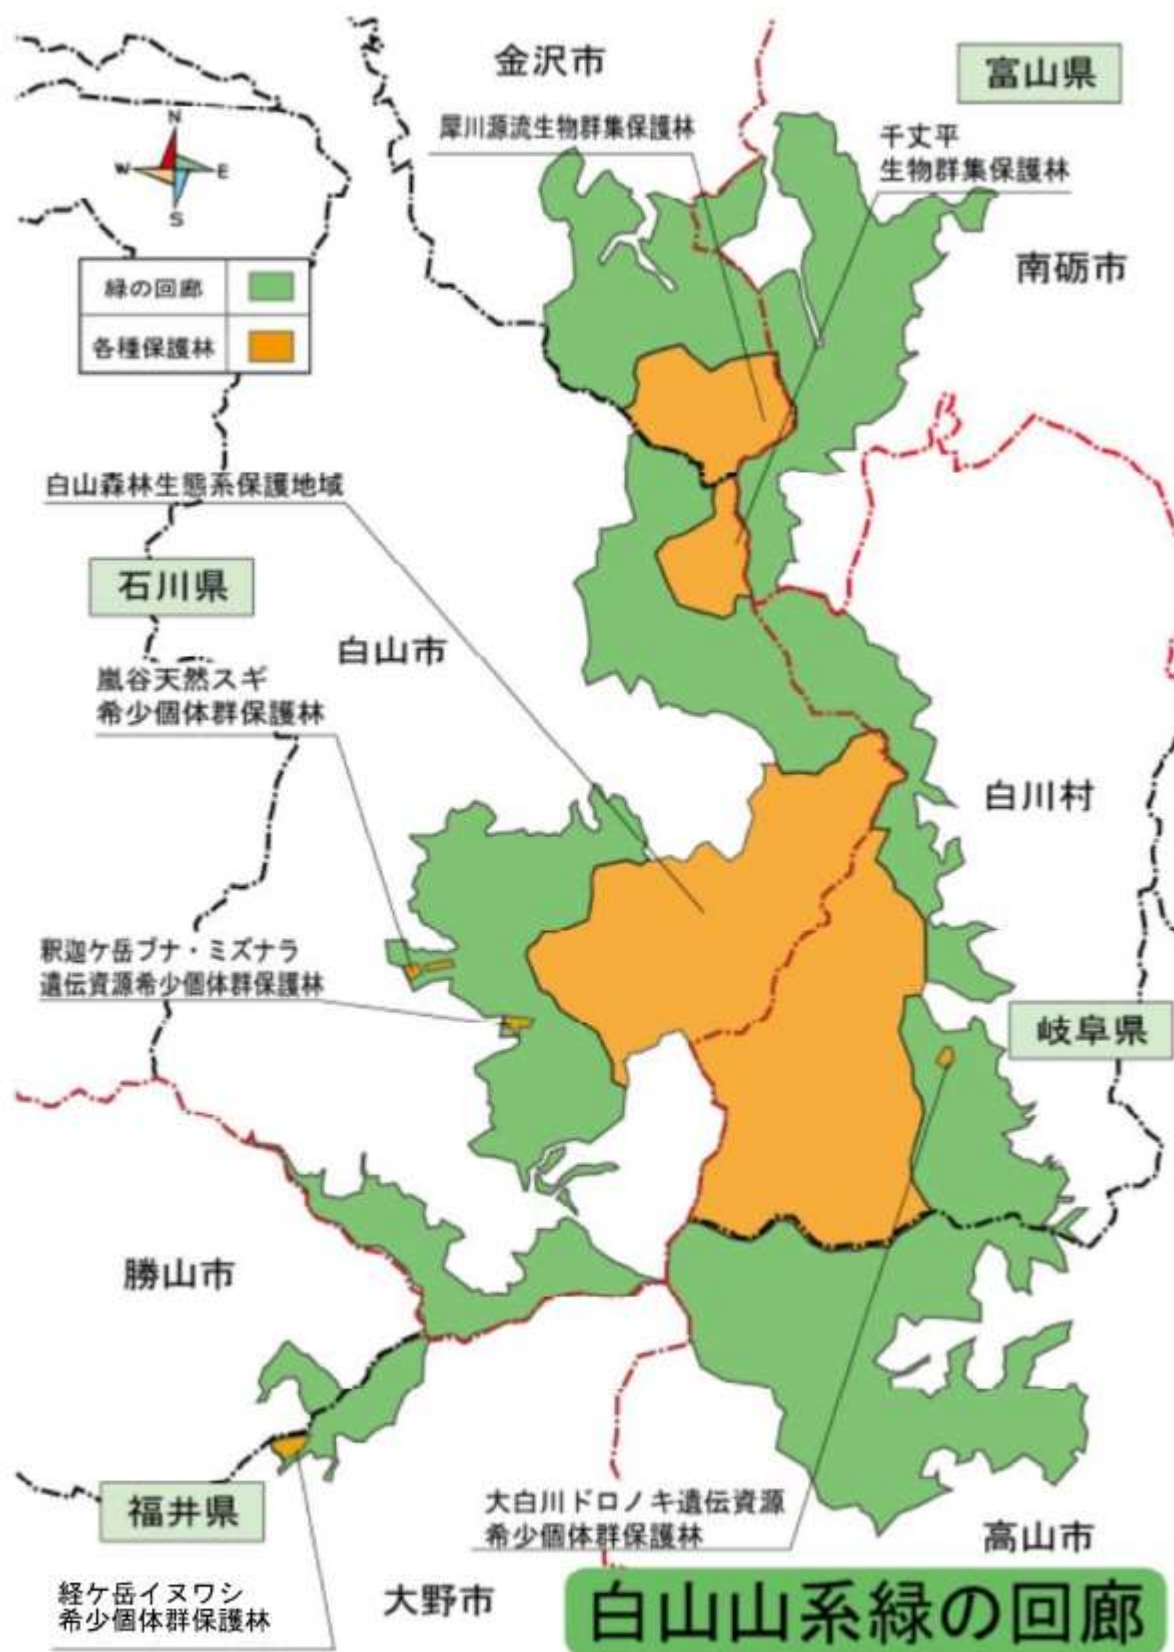 金沢市
富山県
犀川源流生物群集保護林
千丈平
生物群集保護林
N
W
E
S
南砺市
緑の回廊
各種保護林
白山森林生態系保護地域
石川県
白山市
嵐谷天然スギ
希少個体群保護林
白川村
釈迦ケ岳ブナ・ミズナラ
遺伝資源希少個体群保護林
岐阜県
勝山市
福井県
大白川ドロノキ遺伝資源
希少個体群保護林
高山市
経ケ岳イヌワシ
希少個体群保護林
大野市
白山山系緑の回廊